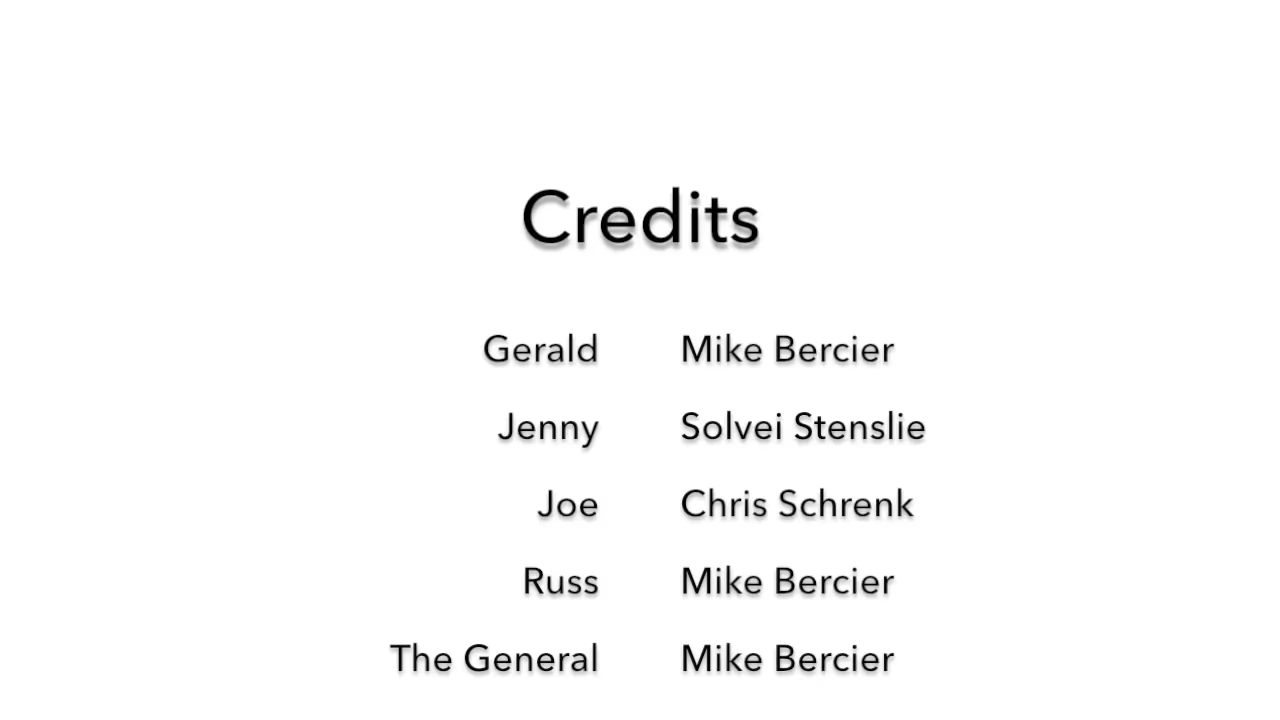 Credits
Gerald Mike Bercier
Jenny Solvei Stenslie
Joe Chris Schrenk
Russ Mike Bercier
The General Mike Bercier